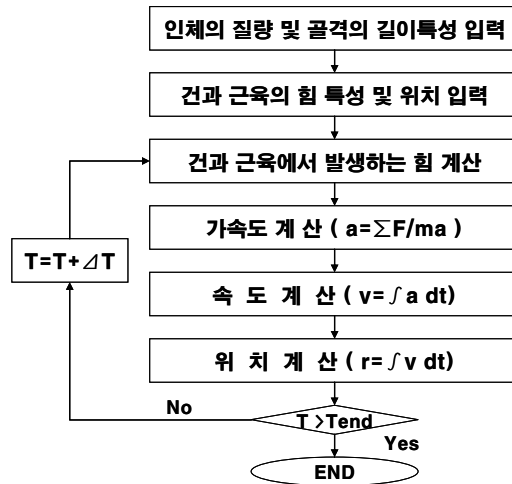 인체의 질량 및 골격의 길이특성 입력
건과 근육의 힘 특성 및 위치 입력
건과 근육에서 발생하는 힘 계산
가속도 계 산 ( a=∑F/ma )
T=T+⊿T
속 도 계 산 ( v=∫a dt)
위 치 계 산 ( r=∫v dt)
No
T >Tend
Yes
END